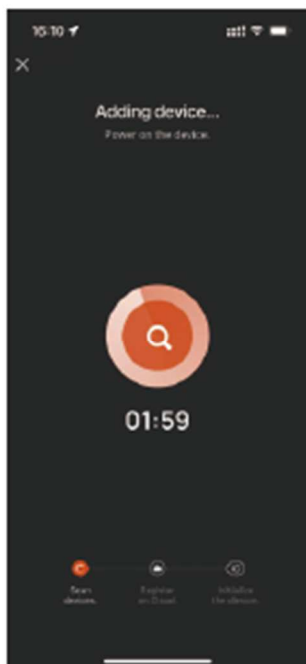 16:10
Adding device...
Power on the device.
01:59
Scan
devices.
Register
on Cloud.
Initialize
the device.